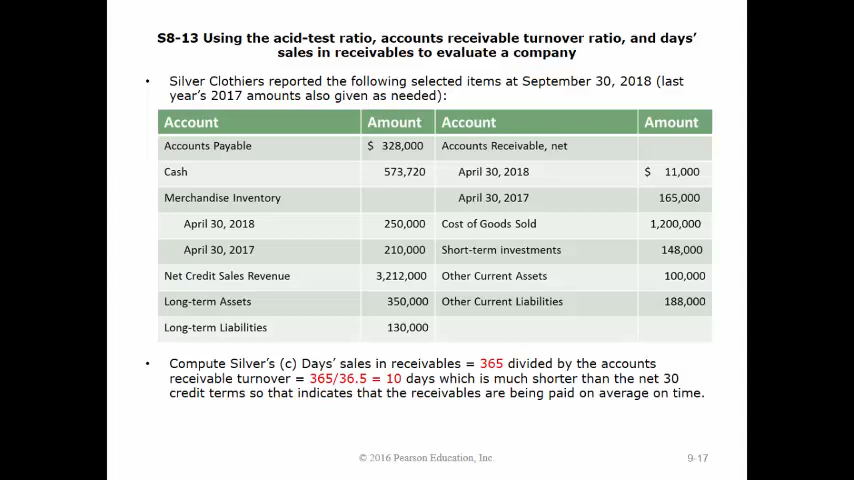 S8-13 Using the acid-test ratio, accounts receivable turnover ratio, and days'
sales in receivables to evaluate a company
• Silver Clothiers reported the following selected items at September 30, 2018 (last
year's 2017 amounts also given as needed):
Account Amount Account Amount
Accounts Payable $ 328,000 Accounts Receivable, net
Cash 573,720 April 30, 2018 $ 11,000
Merchandise Inventory April 30, 2017 165,000
April 30, 2018 250,000 Cost of Goods Sold 1,200,000
April 30, 2017 210,000 Short-term investments 148,000
Net Credit Sales Revenue 3,212,000 Other Current Assets 100,000
Long-term Assets 350,000 Other Current Liabilities 188,000
Long-term Liabilities 130,000
• Compute Silver's (c) Days' sales in receivables = 365 divided by the accounts
receivable turnover = 365/36.5 = 10 days which is much shorter than the net 30
credit terms so that indicates that the receivables are being paid on average on time.
© 2016 Pearson Education, Inc. 9-17